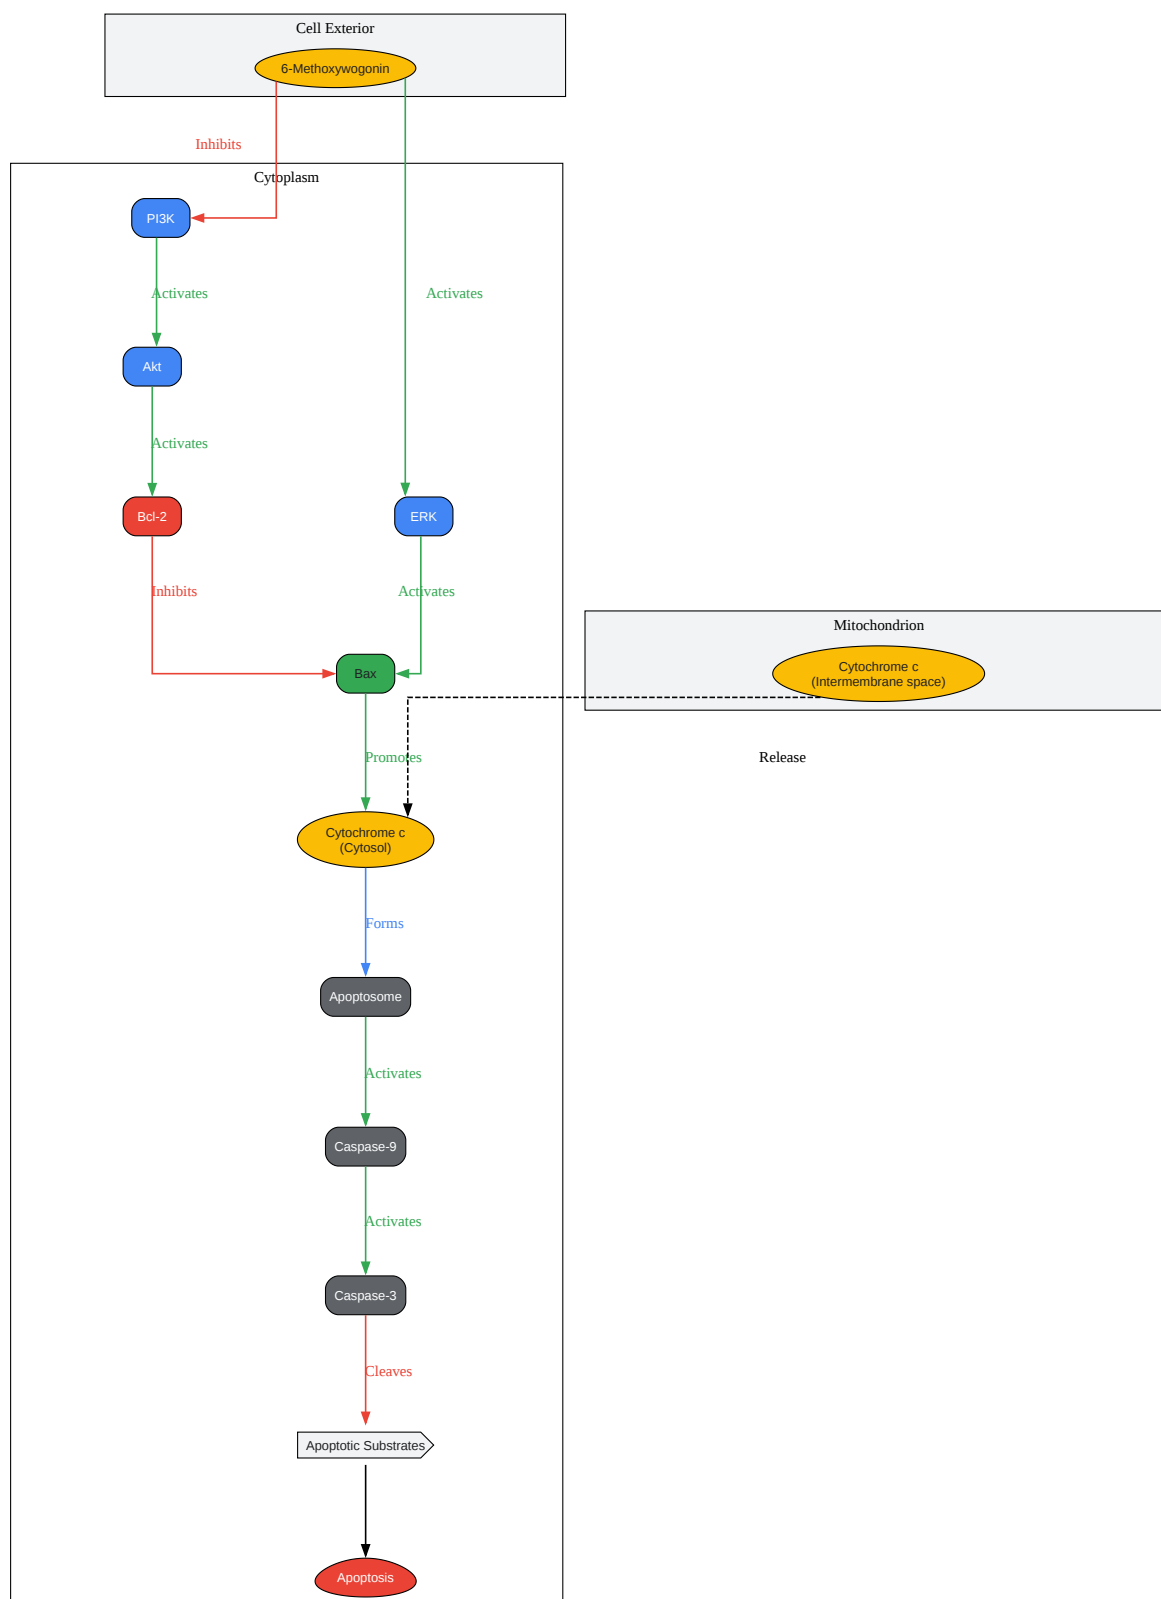 Cell Exterior
6-Methoxywogonin
Inhibits
Cytoplasm
PI3K
Activates
Activates
Akt
Activates
Bcl-2
ERK
Inhibits
Activates
Mitochondrion
Cytochrome c
(Intermembrane space)
Bax
Promotes
Release
Cytochrome c
(Cytosol)
Forms
Apoptosome
Activates
Caspase-9
Activates
Caspase-3
Cleaves
Apoptotic Substrates
Apoptosis